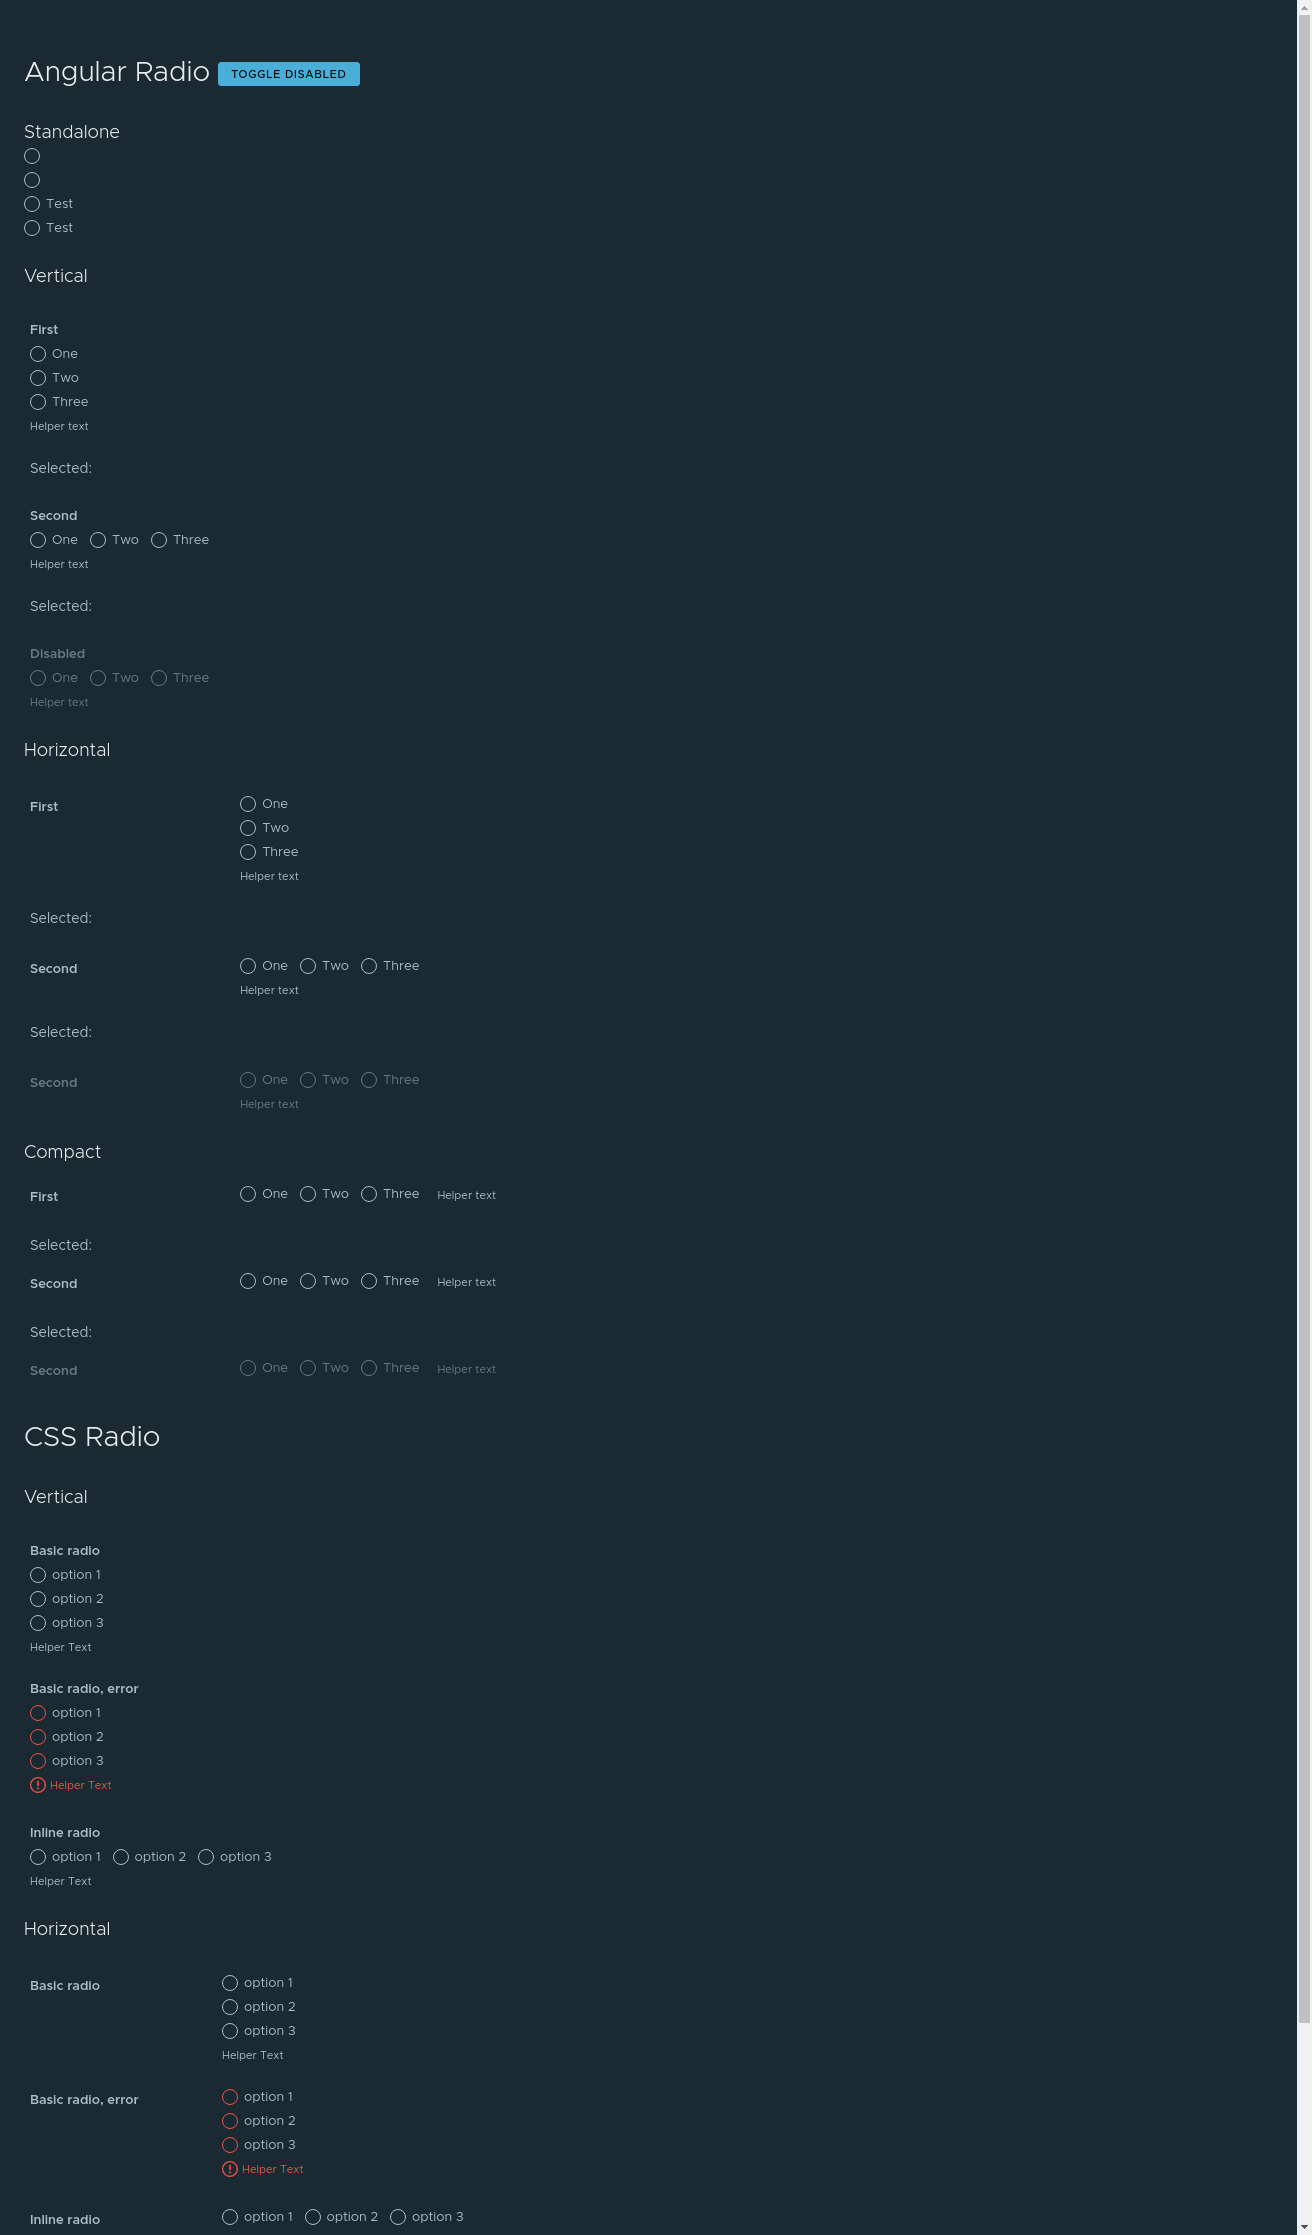 Angular Radio TOGGLE DISABLED
Standalone
Test
Test
Vertical
First
One
Two
Three
Helper text
Selected:
Second
One Two Three
Helper text
Selected:
Disabled
One Two Three
Helper text
Horizontal
First One
Two
Three
Helper text
Selected:
Second One Two Three
Helper text
Selected:
Second One Two Three
Helper text
Compact
First One Two Three Helper text
Selected:
Second One Two Three Helper text
Selected:
Second One Two Three Helper text
CSS Radio
Vertical
Basic radio
option 1
option 2
option 3
Helper Text
Basic radio, error
option 1
option 2
option 3
Helper Text
Inline radio
option 1 option 2 option 3
Helper Text
Horizontal
Basic radio option 1
option 2
option 3
Helper Text
Basic radio, error option 1
option 2
option 3
Helper Text
Inline radio option 1 option 2 option 3